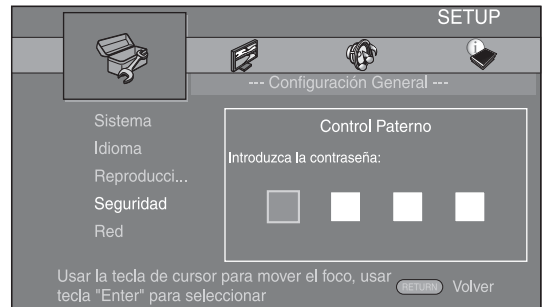 SETUP
--- Configuración General ---
Sistema
Idioma
Reproducci...
Seguridad
Red
Control Paterno
Introduzca la contraseña:
Usar la tecla de cursor para mover el foco, usar
tecla "Enter" para seleccionar
RETURN Volver